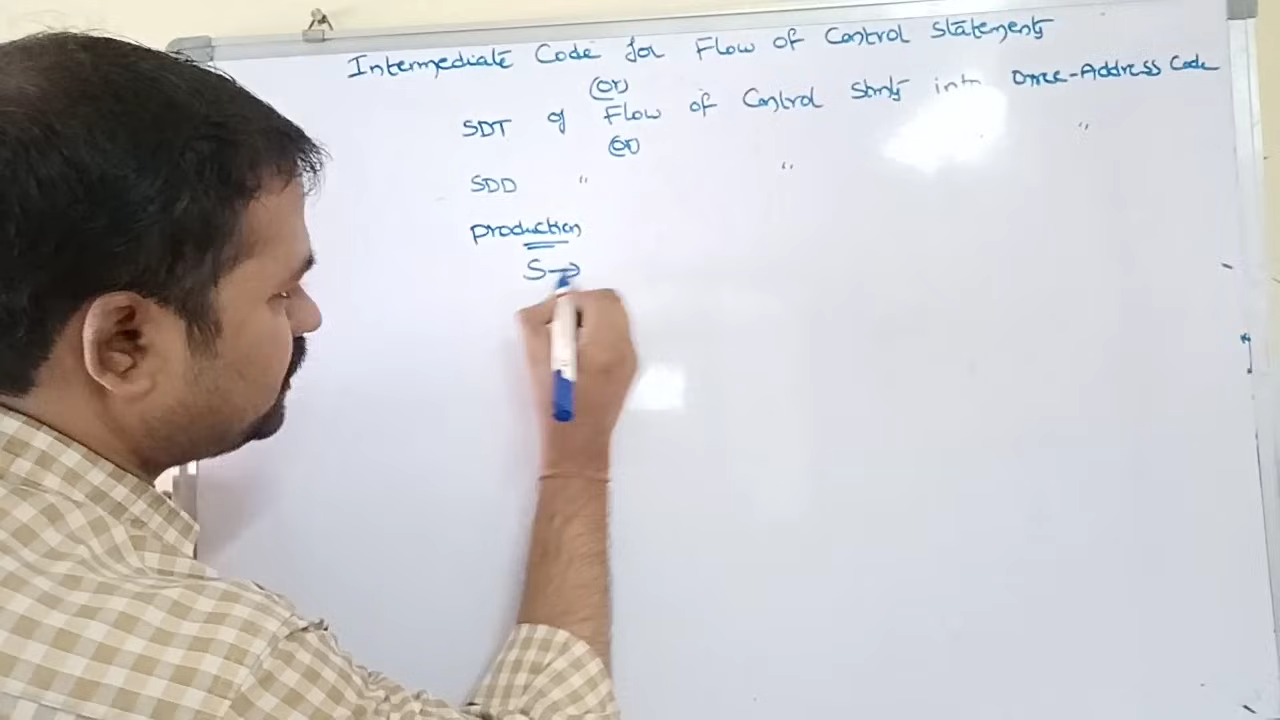 Intermediate Code for Flow of Control Statements
(or)
SDT of Flow of Control Stmts into Three-Address Code
(or)
SDD " " "
Production
S→